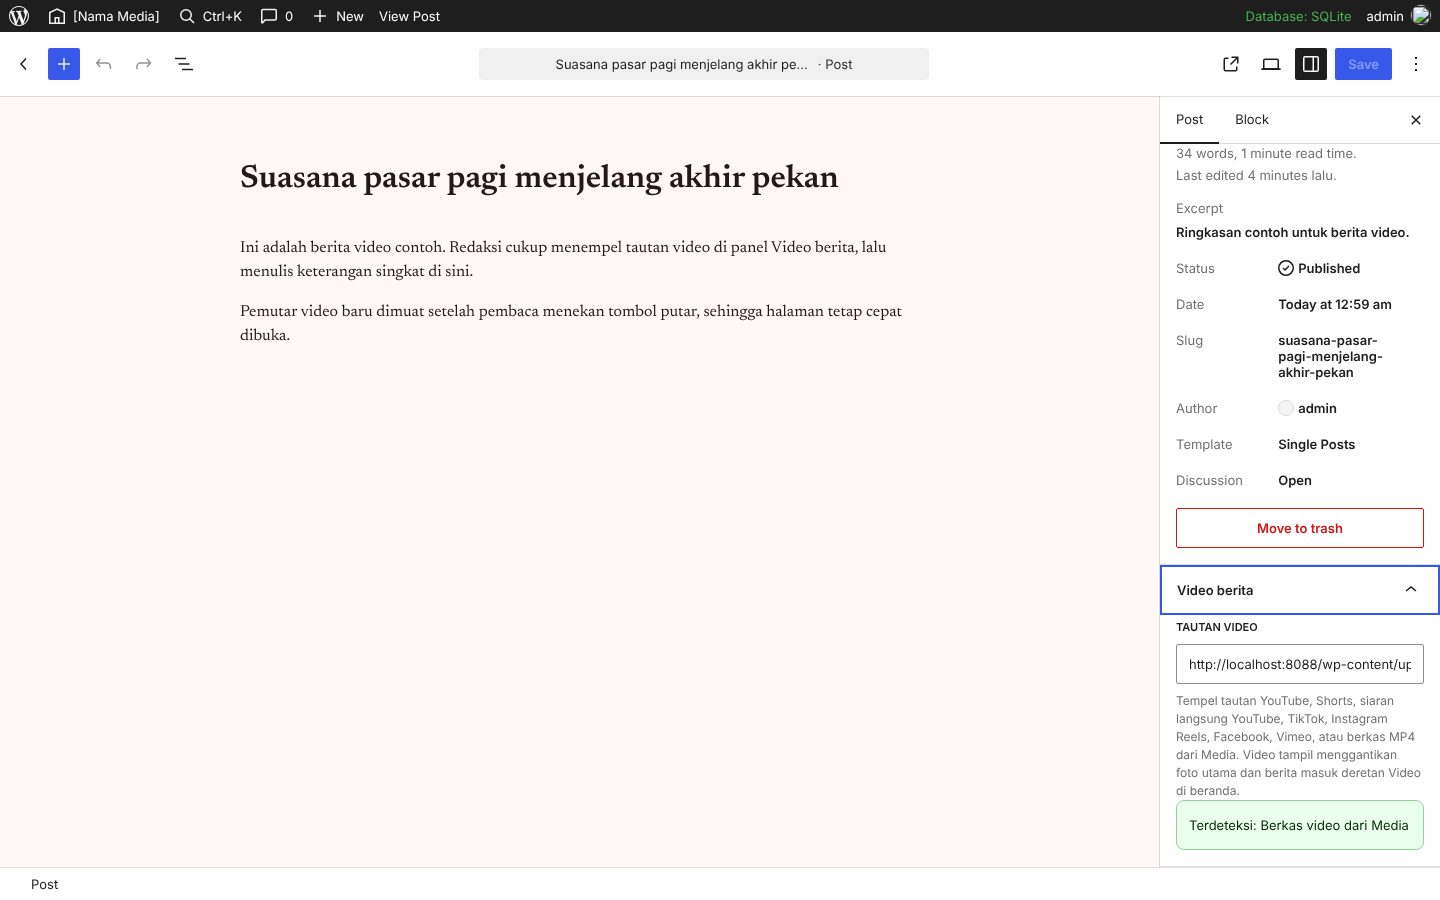 [Nama Media] Ctrl+K 0 New View Post Database: SQLite admin
Suasana pasar pagi menjelang akhir pe... · Post Save
Suasana pasar pagi menjelang akhir pekan
Ini adalah berita video contoh. Redaksi cukup menempel tautan video di panel Video berita, lalu
menulis keterangan singkat di sini.
Pemutar video baru dimuat setelah pembaca menekan tombol putar, sehingga halaman tetap cepat
dibuka.
Post Block
34 words, 1 minute read time.
Last edited 4 minutes lalu.
Excerpt
Ringkasan contoh untuk berita video.
Status Published
Date Today at 12:59 am
Slug suasana-pasar-
pagi-menjelang-
akhir-pekan
Author admin
Template Single Posts
Discussion Open
Move to trash
Video berita
TAUTAN VIDEO
http://localhost:8088/wp-content/up
Tempel tautan YouTube, Shorts, siaran
langsung YouTube, TikTok, Instagram
Reels, Facebook, Vimeo, atau berkas MP4
dari Media. Video tampil menggantikan
foto utama dan berita masuk deretan Video
di beranda.
Terdeteksi: Berkas video dari Media
Post